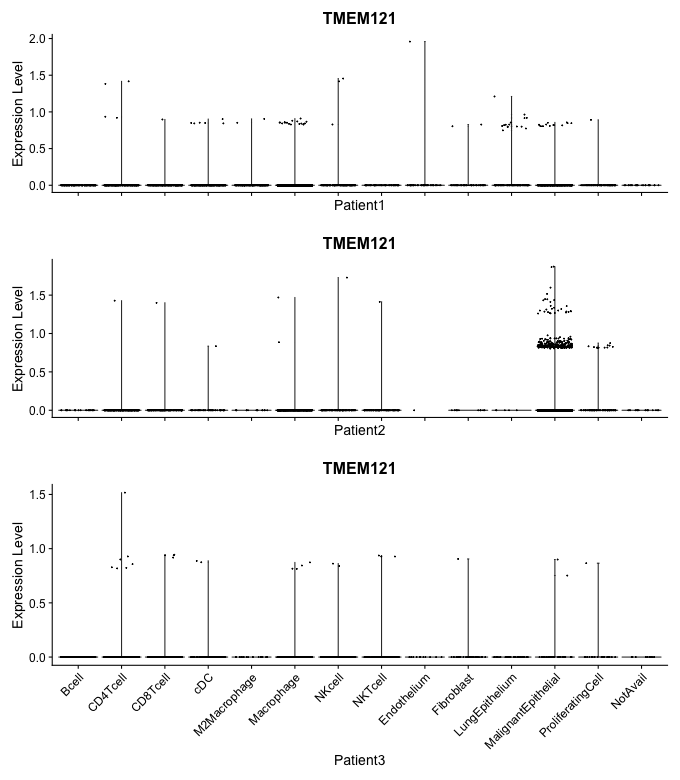 TMEM121
Expression Level
2.0
1.5
1.0
0.5
0.0
Patient1
TMEM121
Expression Level
1.5
1.0
0.5
0.0
Patient2
TMEM121
Expression Level
1.5
1.0
0.5
0.0
Bcell
CD4Tcell
CD8Tcell
cDC
M2Macrophage
Macrophage
NKcell
NKTcell
Endothelium
Fibroblast
LungEpithelium
MalignantEpithelial
ProliferatingCell
NotAvail
Patient3